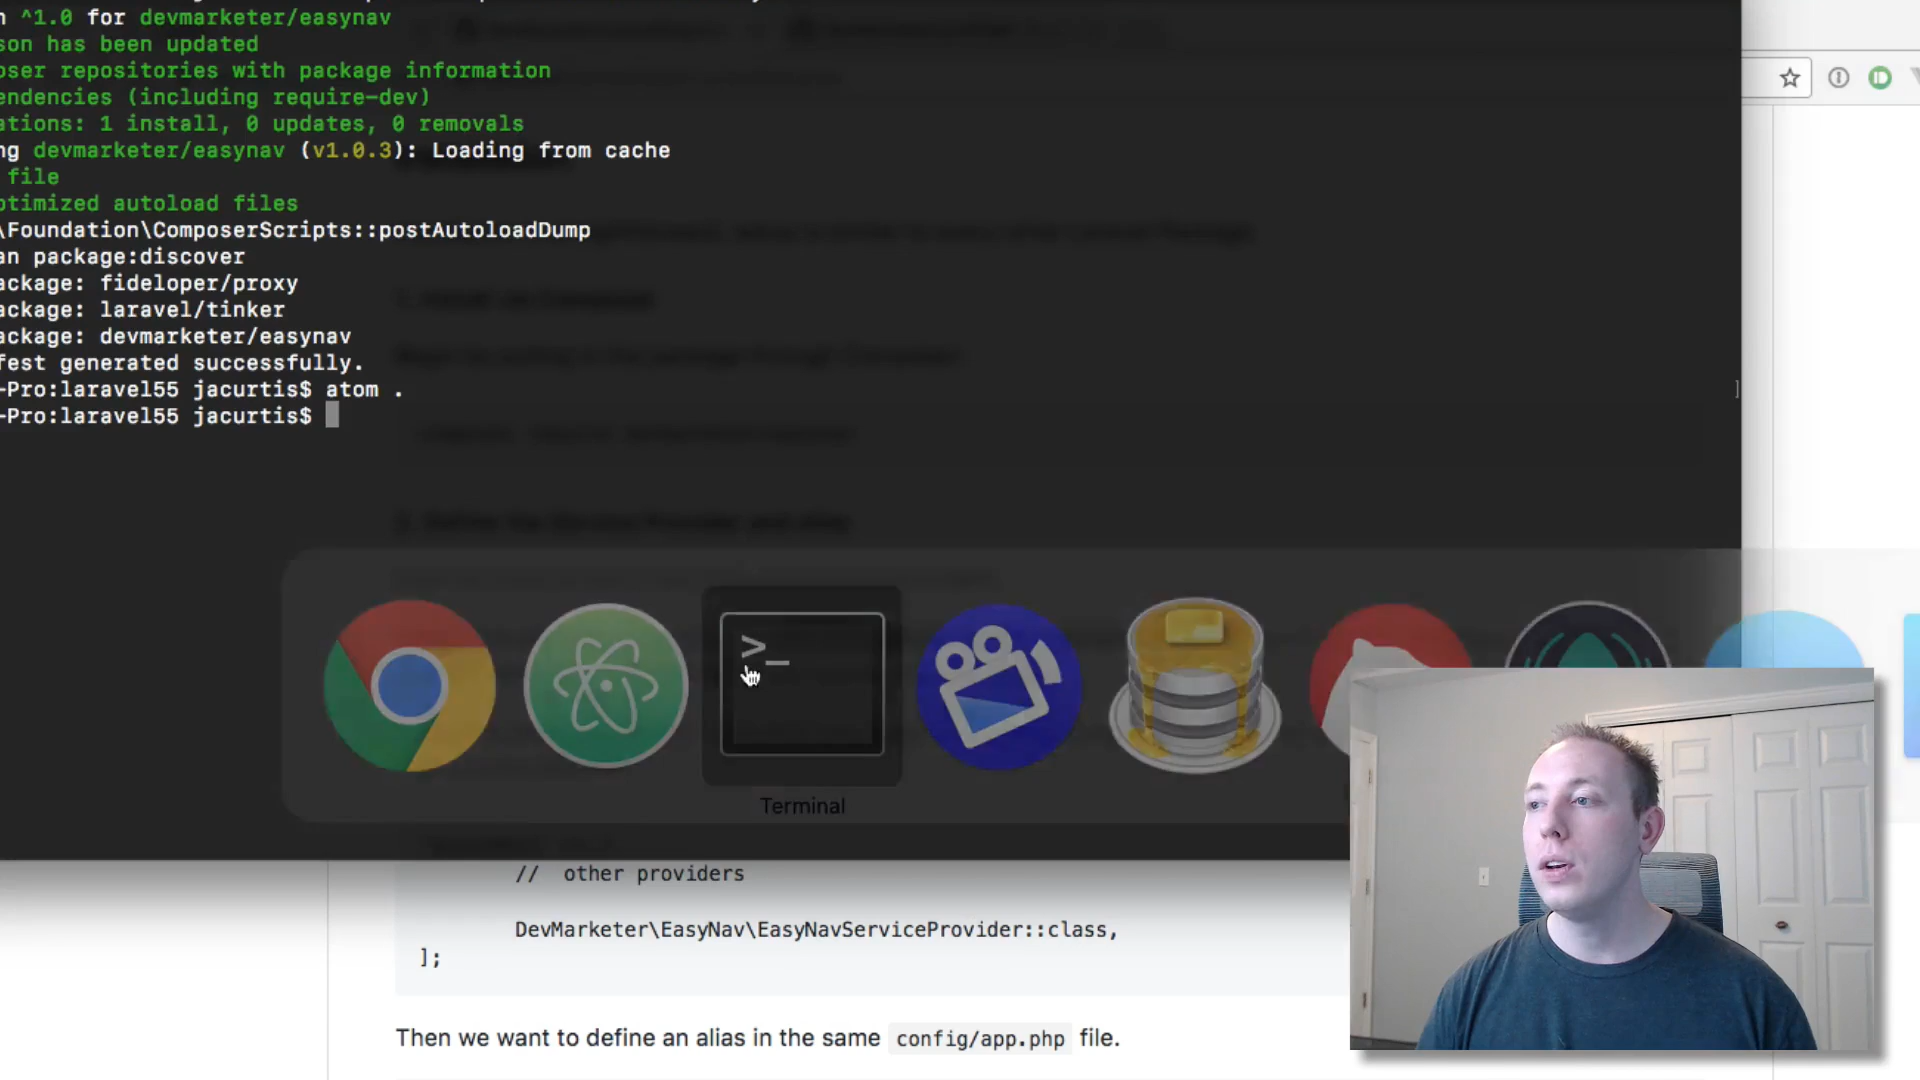 ^1.0 for devmarketer/easynav
son has been updated
oser repositories with package information
endencies (including require-dev)
ations: 1 install, 0 updates, 0 removals
ng devmarketer/easynav (v1.0.3): Loading from cache
file
otimized autoload files
\Foundation\ComposerScripts::postAutoloadDump
an package:discover
ackage: fideloper/proxy
ackage: laravel/tinker
ackage: devmarketer/easynav
fest generated successfully.
-Pro:laravel55 jacurtis$ atom .
-Pro:laravel55 jacurtis$
>_
Terminal
// other providers
DevMarketer\EasyNav\EasyNavServiceProvider::class,
];
Then we want to define an alias in the same config/app.php file.